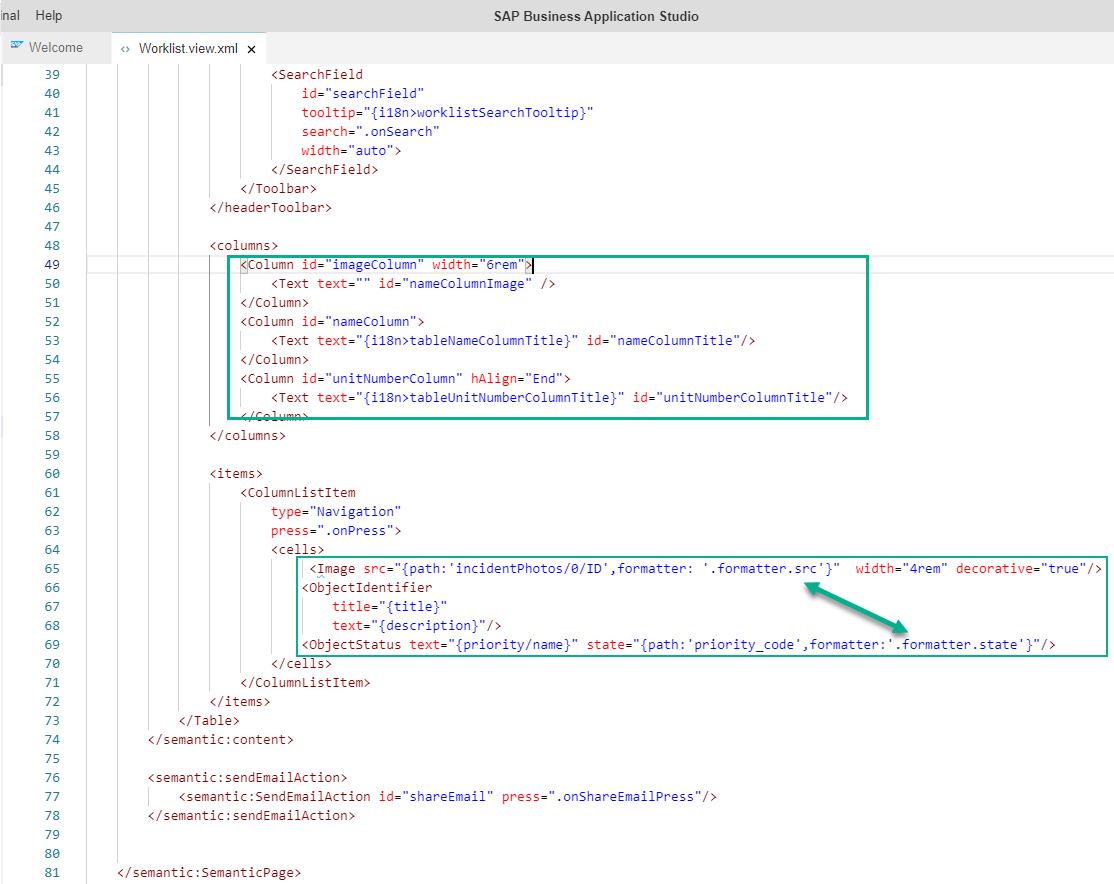 inal Help SAP Business Application Studio
Welcome <> Worklist.view.xml ×
39 <SearchField
40 id="searchField"
41 tooltip="{i18n>worklistSearchTooltip}"
42 search=".onSearch"
43 width="auto">
44 </SearchField>
45 </Toolbar>
46 </headerToolbar>
47
48 <columns>
49 <Column id="imageColumn" width="6rem">
50 <Text text="" id="nameColumnImage" />
51 </Column>
52 <Column id="nameColumn">
53 <Text text="{i18n>tableNameColumnTitle}" id="nameColumnTitle"/>
54 </Column>
55 <Column id="unitNumberColumn" hAlign="End">
56 <Text text="{i18n>tableUnitNumberColumnTitle}" id="unitNumberColumnTitle"/>
57 </Column>
58 </columns>
59
60 <items>
61 <ColumnListItem
62 type="Navigation"
63 press=".onPress">
64 <cells>
65 <Image src="{path:'incidentPhotos/0/ID',formatter: '.formatter.src'}" width="4rem" decorative="true"/>
66 <ObjectIdentifier
67 title="{title}"
68 text="{description}"/>
69 <ObjectStatus text="{priority/name}" state="{path:'priority_code',formatter:'.formatter.state'}"/>
70 </cells>
71 </ColumnListItem>
72 </items>
73 </Table>
74 </semantic:content>
75
76 <semantic:sendEmailAction>
77 <semantic:SendEmailAction id="shareEmail" press=".onShareEmailPress"/>
78 </semantic:sendEmailAction>
79
80
81 </semantic:SemanticPage>